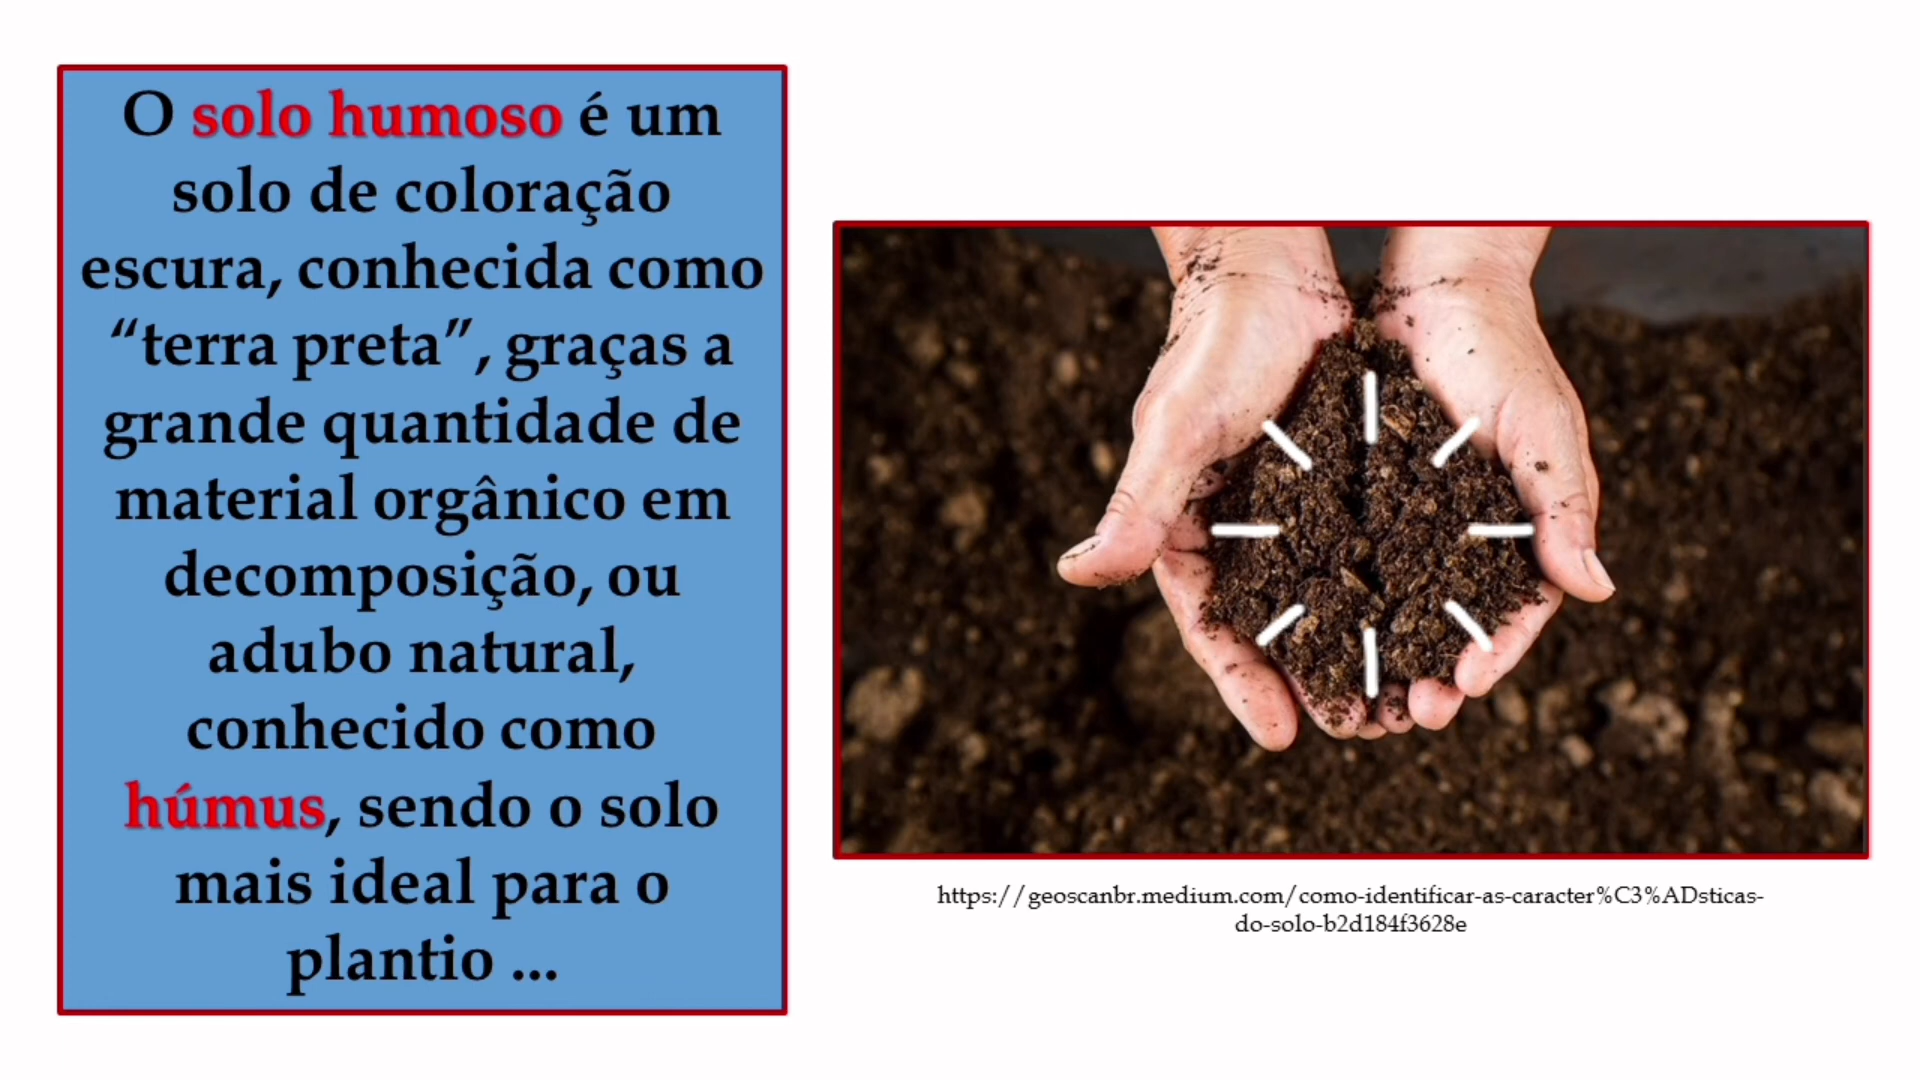 O solo humoso é um
solo de coloração
escura, conhecida como
“terra preta”, graças a
grande quantidade de
material orgânico em
decomposição, ou
adubo natural,
conhecido como
húmus, sendo o solo
mais ideal para o
plantio ...
https://geoscanbr.medium.com/como-identificar-as-caracter%C3%ADsticas-
do-solo-b2d184f3628e